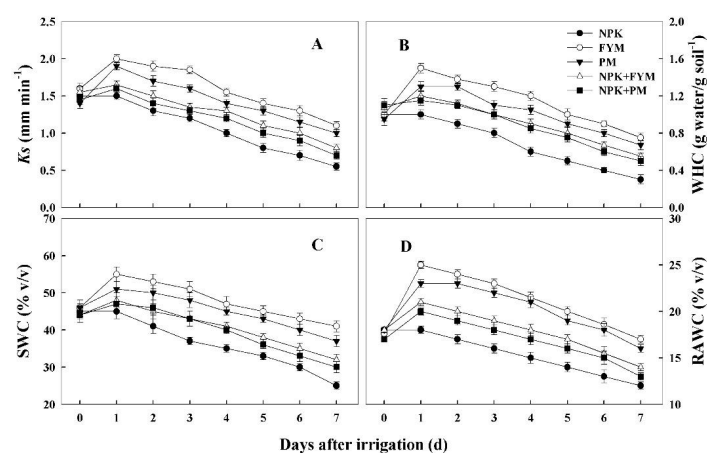 2.5
2.0
1.5
1.0
0.5
0.0
Ks (mm min⁻¹)
A
B
NPK
FYM
PM
NPK+FYM
NPK+PM
2.0
1.6
1.2
0.8
0.4
0.0
WHC (g water/g soil⁻¹)
70
60
50
40
30
20
SWC (% v/v)
C
D
30
25
20
15
10
RAWC (% v/v)
0 1 2 3 4 5 6 7
0 1 2 3 4 5 6 7
Days after irrigation (d)